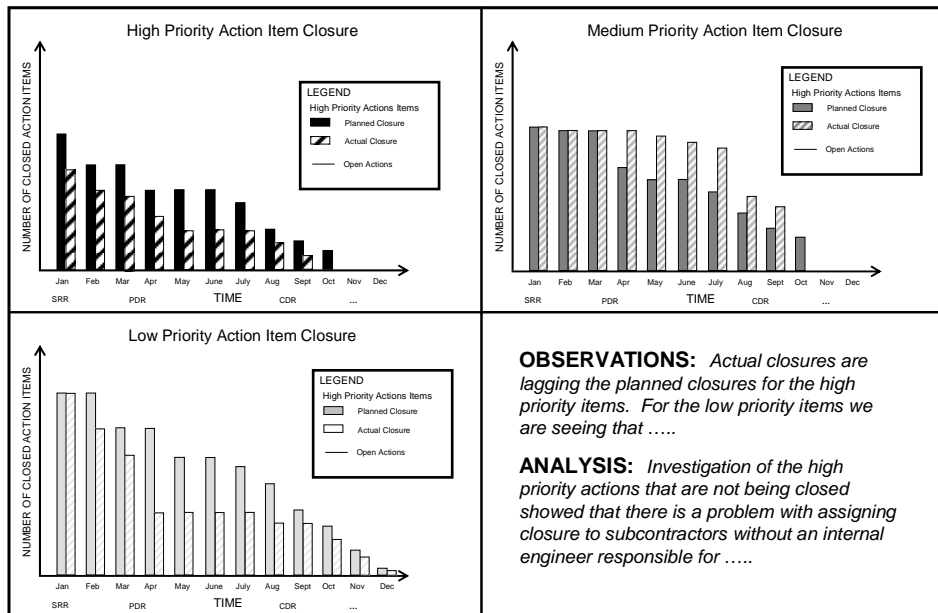 High Priority Action Item Closure
NUMBER OF CLOSED ACTION ITEMS
LEGEND
High Priority Actions Items
Planned Closure
Actual Closure
Open Actions
Jan Feb Mar Apr May June July Aug Sept Oct Nov Dec
SRR PDR TIME CDR ...
Medium Priority Action Item Closure
NUMBER OF CLOSED ACTION ITEMS
LEGEND
High Priority Actions Items
Planned Closure
Actual Closure
Open Actions
Jan Feb Mar Apr May June July Aug Sept Oct Nov Dec
SRR PDR TIME CDR ...
Low Priority Action Item Closure
NUMBER OF CLOSED ACTION ITEMS
LEGEND
High Priority Actions Items
Planned Closure
Actual Closure
Open Actions
Jan Feb Mar Apr May June July Aug Sept Oct Nov Dec
SRR PDR TIME CDR ...
OBSERVATIONS: Actual closures are
lagging the planned closures for the high
priority items. For the low priority items we
are seeing that …..
ANALYSIS: Investigation of the high
priority actions that are not being closed
showed that there is a problem with assigning
closure to subcontractors without an internal
engineer responsible for …..